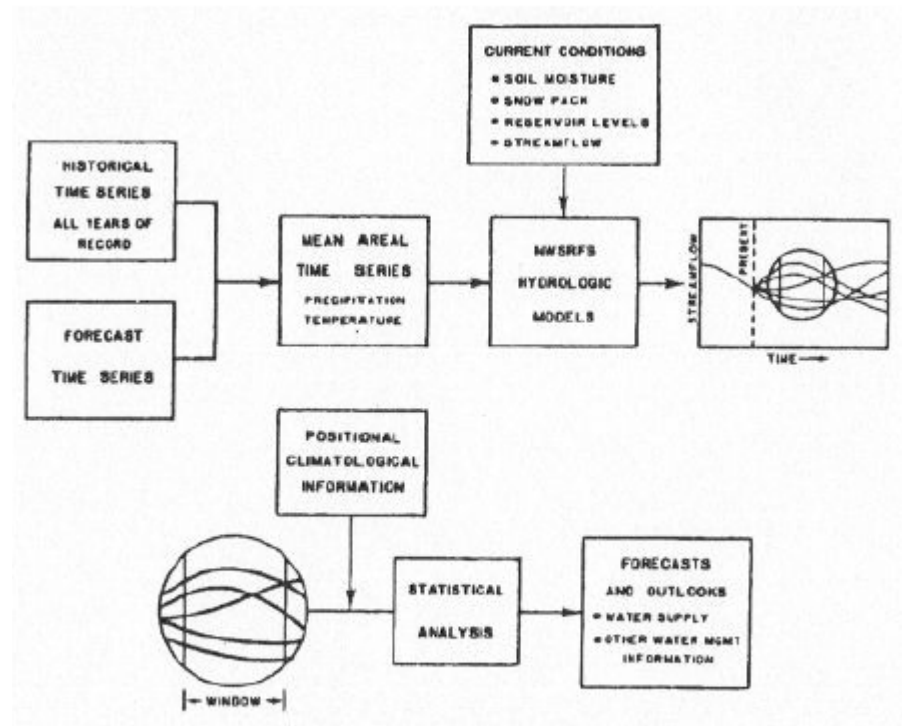 CURRENT CONDITIONS
SOIL MOISTURE
SNOW PACK
RESERVOIR LEVELS
STREAMFLOW
HISTORICAL
TIME SERIES
ALL YEARS OF
RECORD
FORECAST
TIME SERIES
MEAN AREAL
TIME SERIES
PRECIPITATION
TEMPERATURE
NWSRFS
HYDROLOGIC
MODELS
STREAMFLOW
PRESENT
TIME
POSITIONAL
CLIMATOLOGICAL
INFORMATION
WINDOW
STATISTICAL
ANALYSIS
FORECASTS
AND OUTLOOKS
WATER SUPPLY
OTHER WATER MGMT
INFORMATION